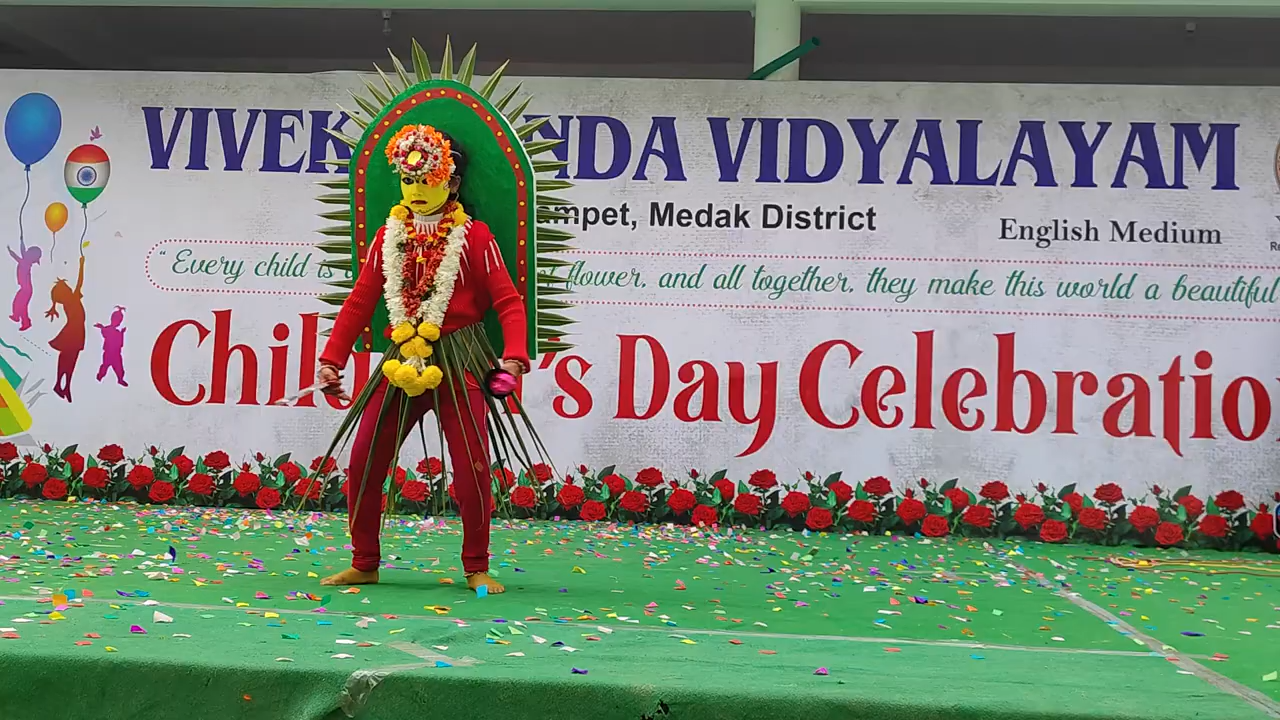 VIVEK NDA VIDYALAYAM
ampet, Medak District
English Medium
"Every child is flower, and all together, they make this world a beautiful
Chil 's Day Celebratio